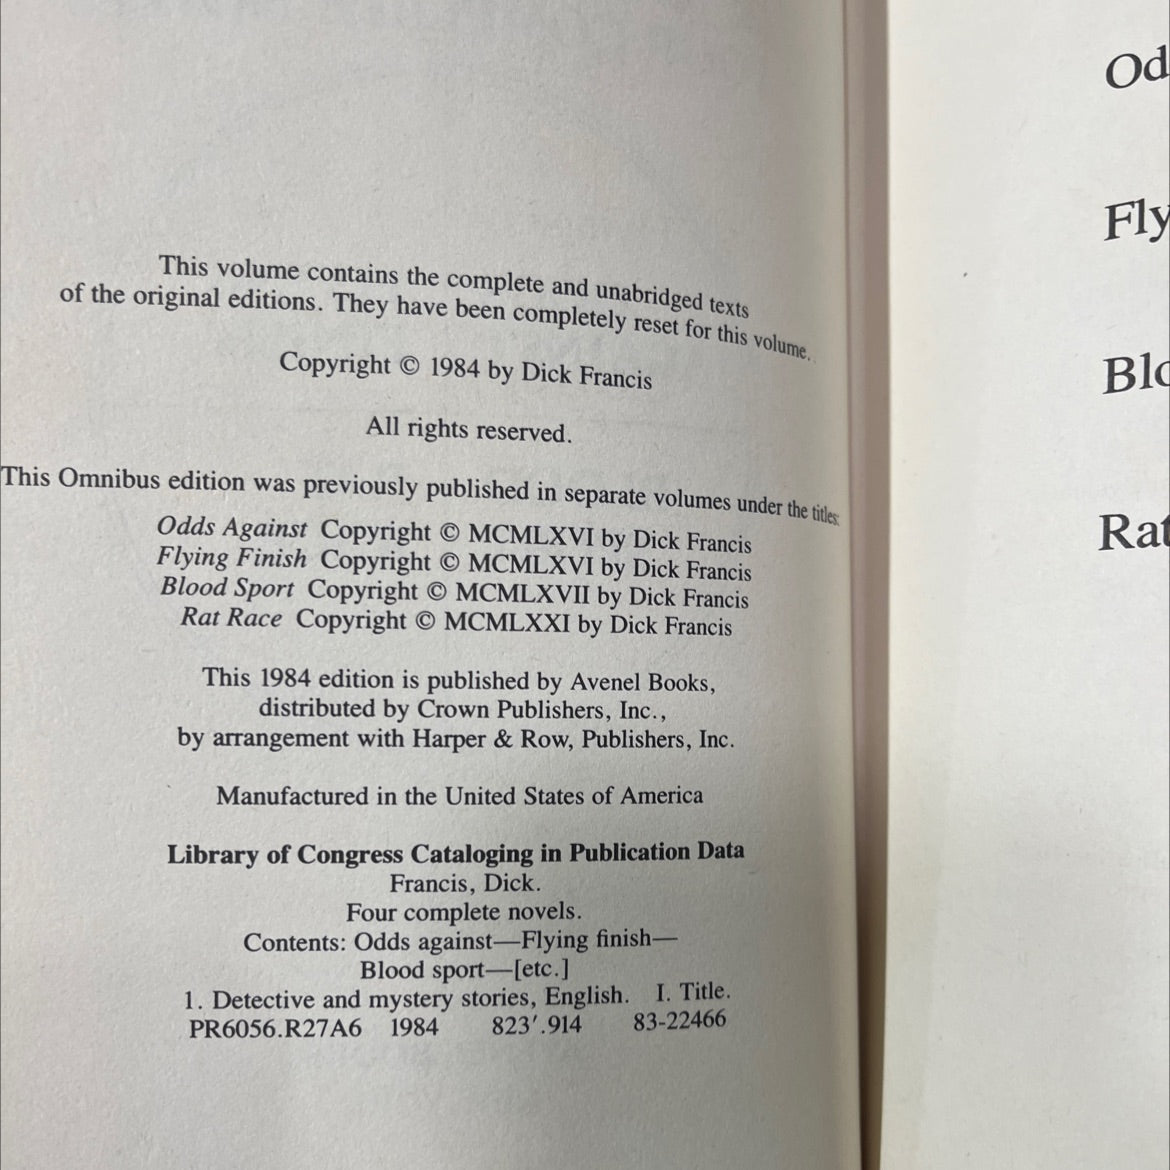 This volume contains the complete and unabridged texts
of the original editions. They have been completely reset for this volume.
Copyright © 1984 by Dick Francis
All rights reserved.
This Omnibus edition was previously published in separate volumes under the titles:
Odds Against Copyright © MCMLXVI by Dick Francis
Flying Finish Copyright © MCMLXVI by Dick Francis
Blood Sport Copyright © MCMLXVII by Dick Francis
Rat Race Copyright © MCMLXXI by Dick Francis
This 1984 edition is published by Avenel Books,
distributed by Crown Publishers, Inc.,
by arrangement with Harper & Row, Publishers, Inc.
Manufactured in the United States of America
Library of Congress Cataloging in Publication Data
Francis, Dick.
Four complete novels.
Contents: Odds against—Flying finish—
Blood sport—[etc.]
1. Detective and mystery stories, English. I. Title.
PR6056.R27A6 1984 823′.914 83-22466
Od
Fly
Blo
Rat